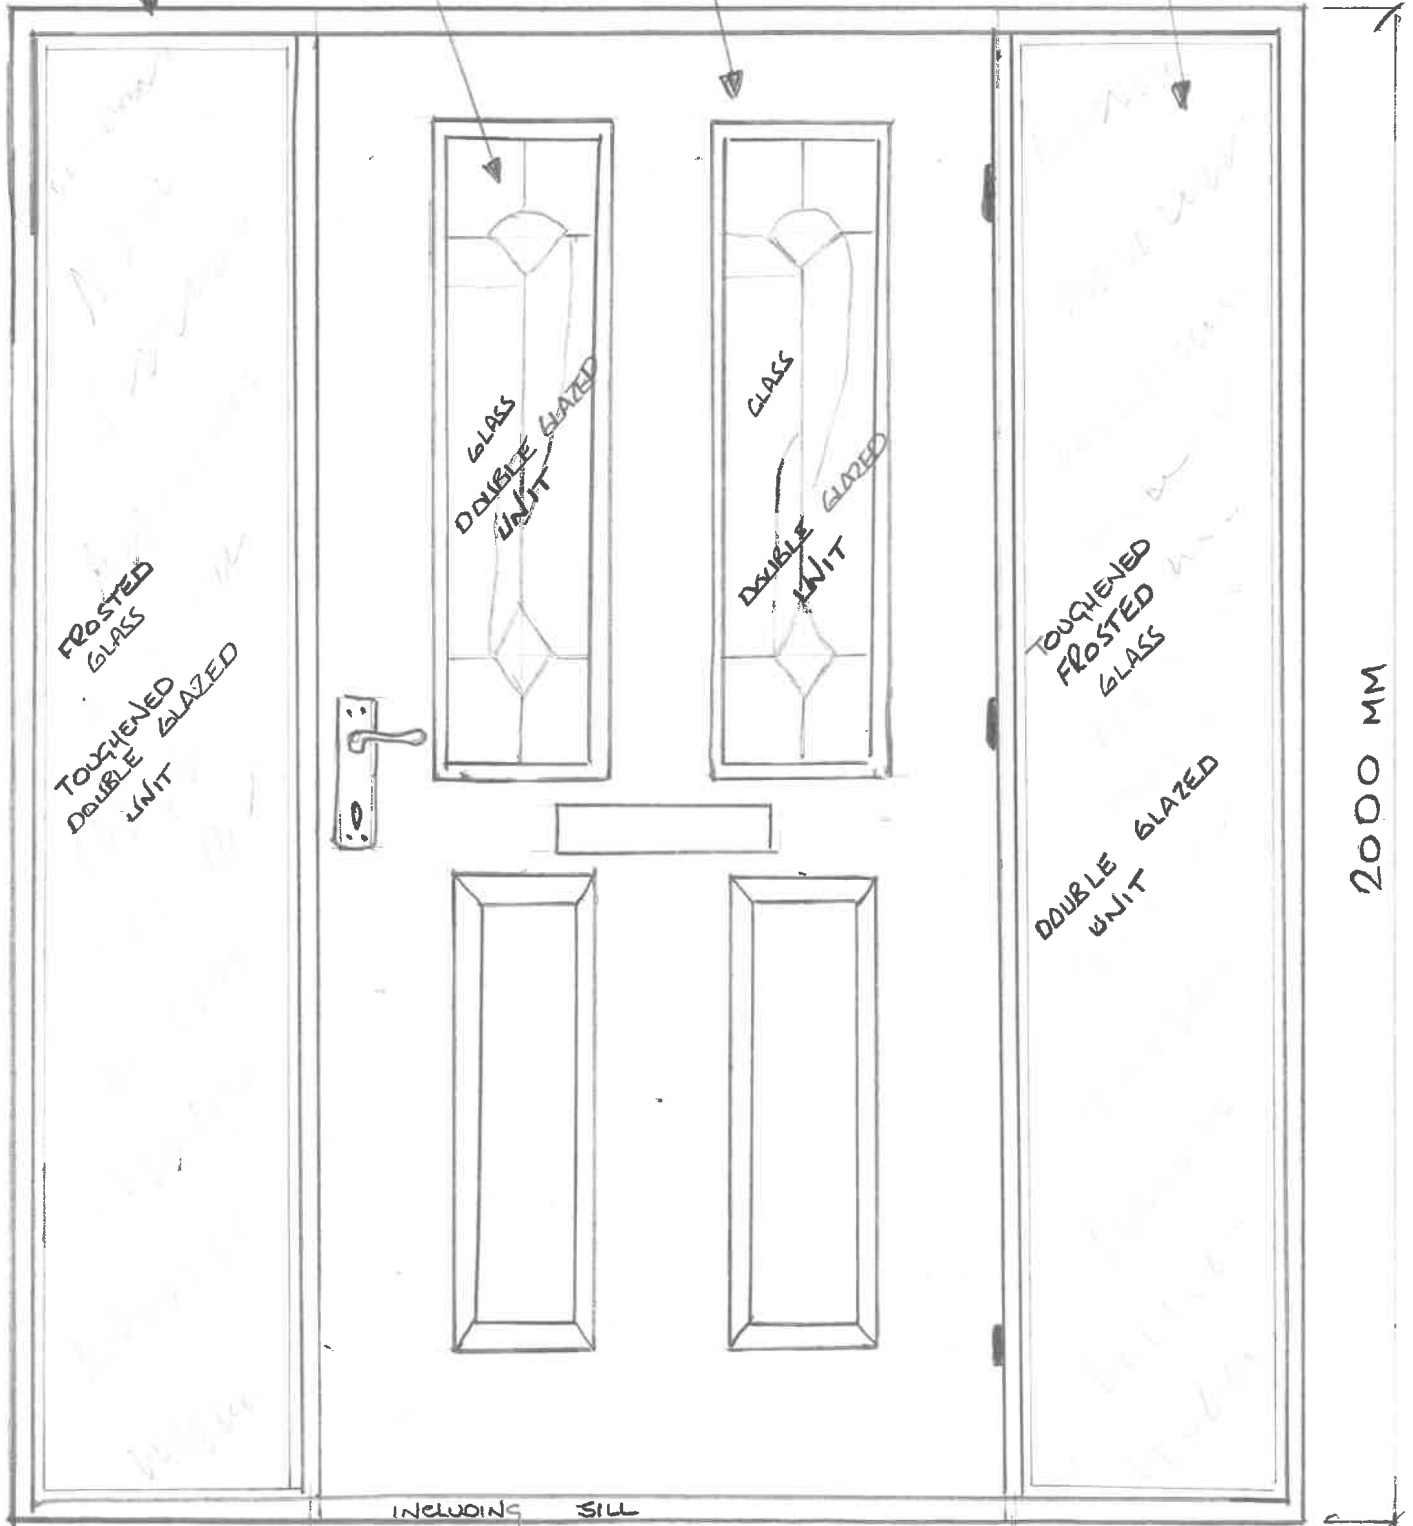 GLASS
DOUBLE GLAZED
UNIT
GLASS
DOUBLE GLAZED
UNIT
FROSTED
GLASS
TOUGHENED
DOUBLE GLAZED
UNIT
TOUGHENED
FROSTED
GLASS
DOUBLE GLAZED
UNIT
2000 MM
INCLUDING SILL